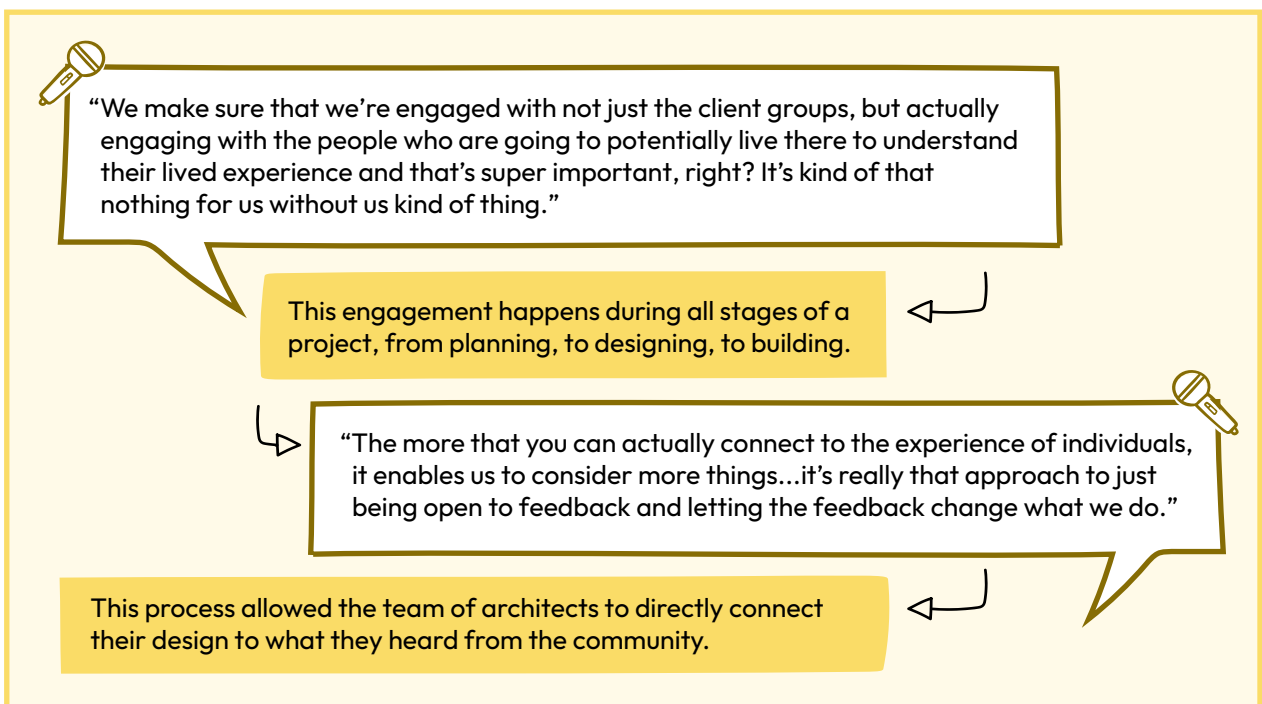 “We make sure that we’re engaged with not just the client groups, but actually
engaging with the people who are going to potentially live there to understand
their lived experience and that’s super important, right? It’s kind of that
nothing for us without us kind of thing.”
This engagement happens during all stages of a
project, from planning, to designing, to building.
“The more that you can actually connect to the experience of individuals,
it enables us to consider more things...it’s really that approach to just
being open to feedback and letting the feedback change what we do.”
This process allowed the team of architects to directly connect
their design to what they heard from the community.